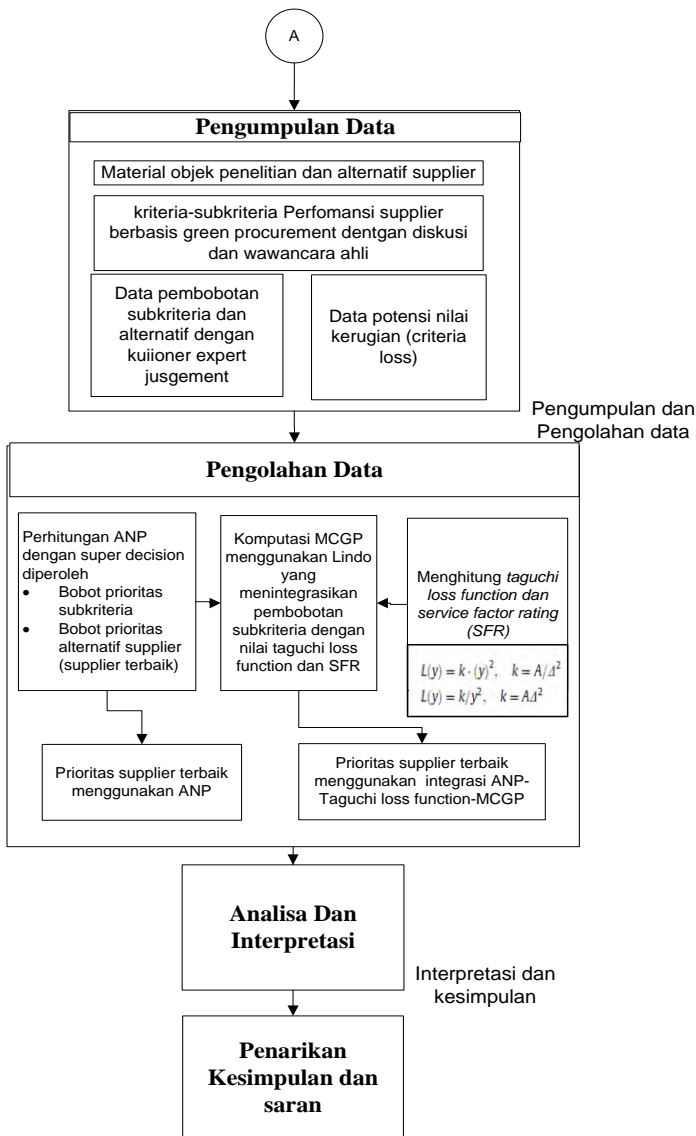 A
Pengumpulan Data
Material objek penelitian dan alternatif supplier
kriteria-subkriteria Perfomansi supplier
berbasis green procurement dentgan diskusi
dan wawancara ahli
Data pembobotan
subkriteria dan
alternatif dengan
kuiioner expert
jusgement
Data potensi nilai
kerugian (criteria
loss)
Pengumpulan dan
Pengolahan data
Pengolahan Data
Perhitungan ANP
dengan super decision
diperoleh
• Bobot prioritas
subkriteria
• Bobot prioritas
alternatif supplier
(supplier terbaik)
Komputasi MCGP
menggunakan Lindo
yang
menintegrasikan
pembobotan
subkriteria dengan
nilai taguchi loss
function dan SFR
Menghitung taguchi
loss function dan
service factor rating
(SFR)
L(y) = k · (y)², k = A/Δ²
L(y) = k/y², k = AΔ²
Prioritas supplier terbaik
menggunakan ANP
Prioritas supplier terbaik
menggunakan integrasi ANP-
Taguchi loss function-MCGP
Analisa Dan
Interpretasi
Interpretasi dan
kesimpulan
Penarikan
Kesimpulan dan
saran